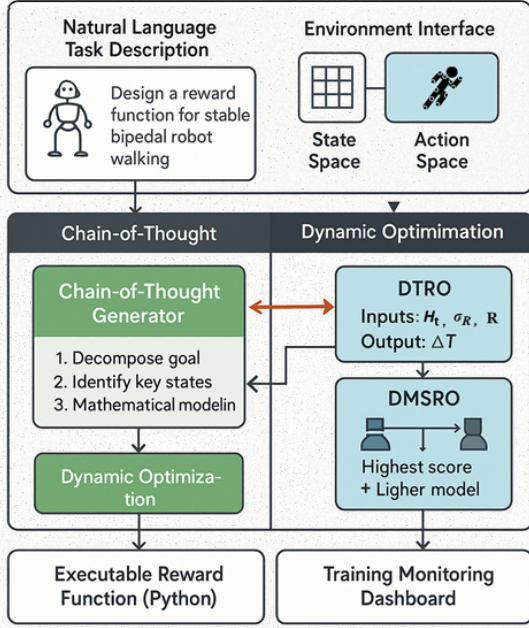 Natural Language
Task Description
Design a reward
function for stable
bipedal robot
walking
Environment Interface
State
Space
Action
Space
Chain-of-Thought
Dynamic Optimimation
Chain-of-Thought
Generator
1. Decompose goal
2. Identify key states
3. Mathematical modelin
Dynamic Optimiza-
tion
DTRO
Inputs: Hₜ, σ_R, R
Output: ΔT
DMSRO
Highest score
+ Ligher model
Executable Reward
Function (Python)
Training Monitoring
Dashboard